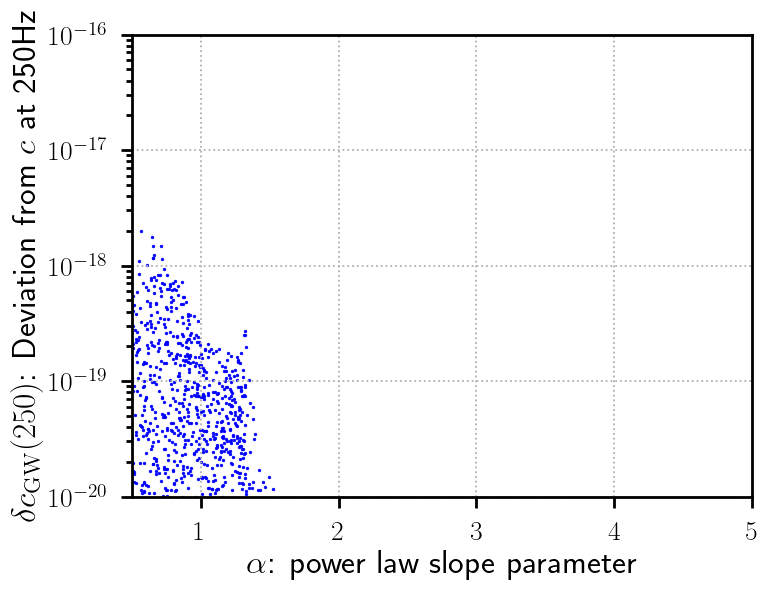 δc_GW(250): Deviation from c at 250Hz
10^−16
10^−17
10^−18
10^−19
10^−20
1 2 3 4 5
α: power law slope parameter